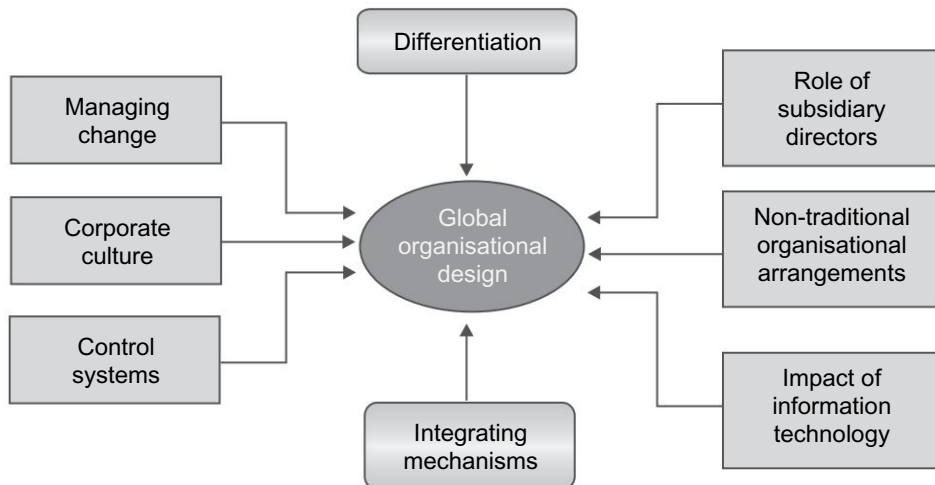 Differentiation
Managing
change
Corporate
culture
Control
systems
Global
organisational
design
Role of
subsidiary
directors
Non-traditional
organisational
arrangements
Impact of
information
technology
Integrating
mechanisms